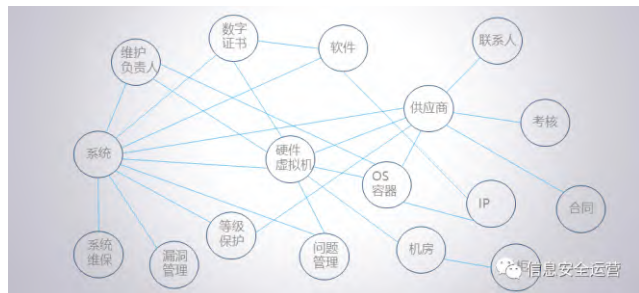 数字
证书
软件
联系人
维护
负责人
供应商
考核
系统
硬件
虚拟机
OS
容器
IP
合同
等级
保护
系统
维保
漏洞
管理
问题
管理
机房
信息安全运营